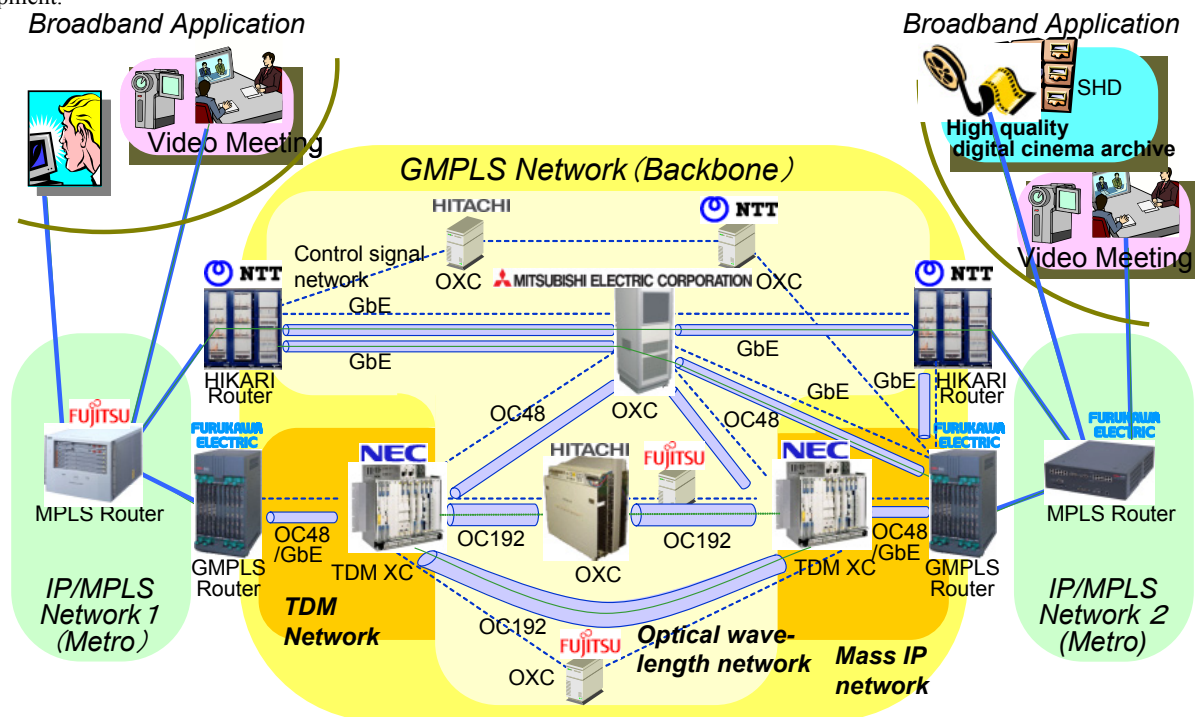 pment.
Broadband Application
Broadband Application
SHD
High quality
digital cinema archive
Video Meeting
Video Meeting
GMPLS Network (Backbone)
HITACHI
NTT
Control signal
network
OXC
OXC
MITSUBISHI ELECTRIC CORPORATION
NTT
NTT
GbE
GbE
GbE
GbE
GbE
HIKARI
Router
HIKARI
Router
OXC
OC48
OC48
FUJITSU
FURUKAWA
ELECTRIC
FURUKAWA
ELECTRIC
FURUKAWA
ELECTRIC
NEC
HITACHI
FUJITSU
NEC
MPLS Router
MPLS Router
OC48
/GbE
OC192
OC192
OC48
/GbE
TDM XC
OXC
TDM XC
GMPLS
Router
GMPLS
Router
IP/MPLS
Network 1
(Metro)
IP/MPLS
Network 2
(Metro)
TDM
Network
OC192
FUJITSU
OXC
Optical wave-
length network
Mass IP
network